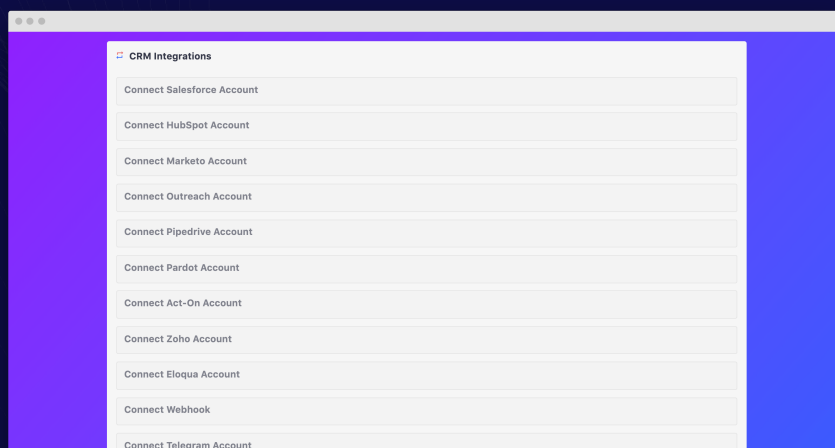 CRM Integrations
Connect Salesforce Account
Connect HubSpot Account
Connect Marketo Account
Connect Outreach Account
Connect Pipedrive Account
Connect Pardot Account
Connect Act-On Account
Connect Zoho Account
Connect Eloqua Account
Connect Webhook
Connect Telegram Account